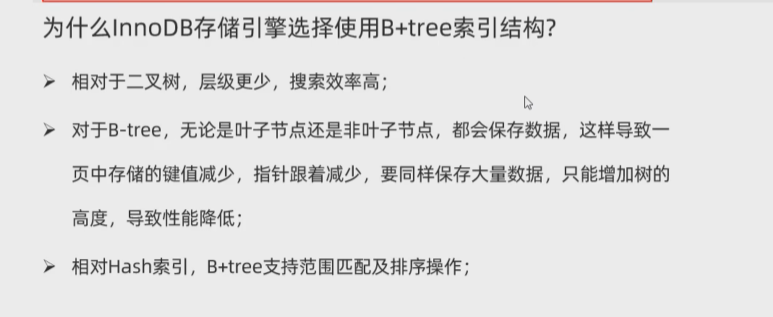 为什么InnoDB存储引擎选择使用B+tree索引结构?
➢ 相对于二叉树，层级更少，搜索效率高；
➢ 对于B-tree，无论是叶子节点还是非叶子节点，都会保存数据，这样导致一
页中存储的键值减少，指针跟着减少，要同样保存大量数据，只能增加树的
高度，导致性能降低；
➢ 相对Hash索引，B+tree支持范围匹配及排序操作；